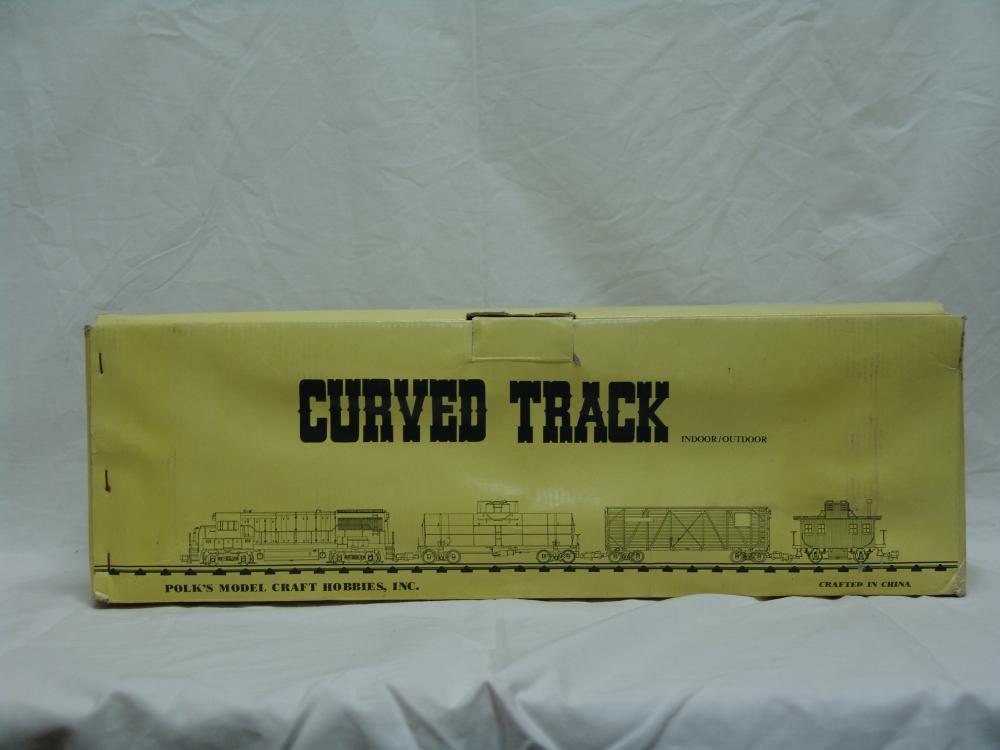 CURVED TRACK
INDOOR/OUTDOOR
POLK'S MODEL CRAFT HOBBIES, INC.
CRAFTED IN CHINA